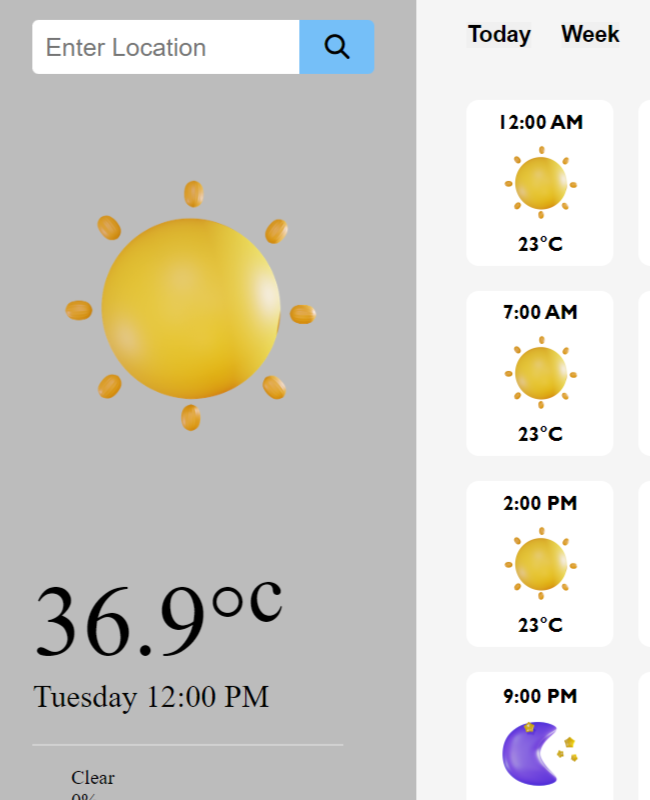 Enter Location
36.9°c
Tuesday 12:00 PM
Clear
0%
Today Week
12:00 AM
23°C
7:00 AM
23°C
2:00 PM
23°C
9:00 PM